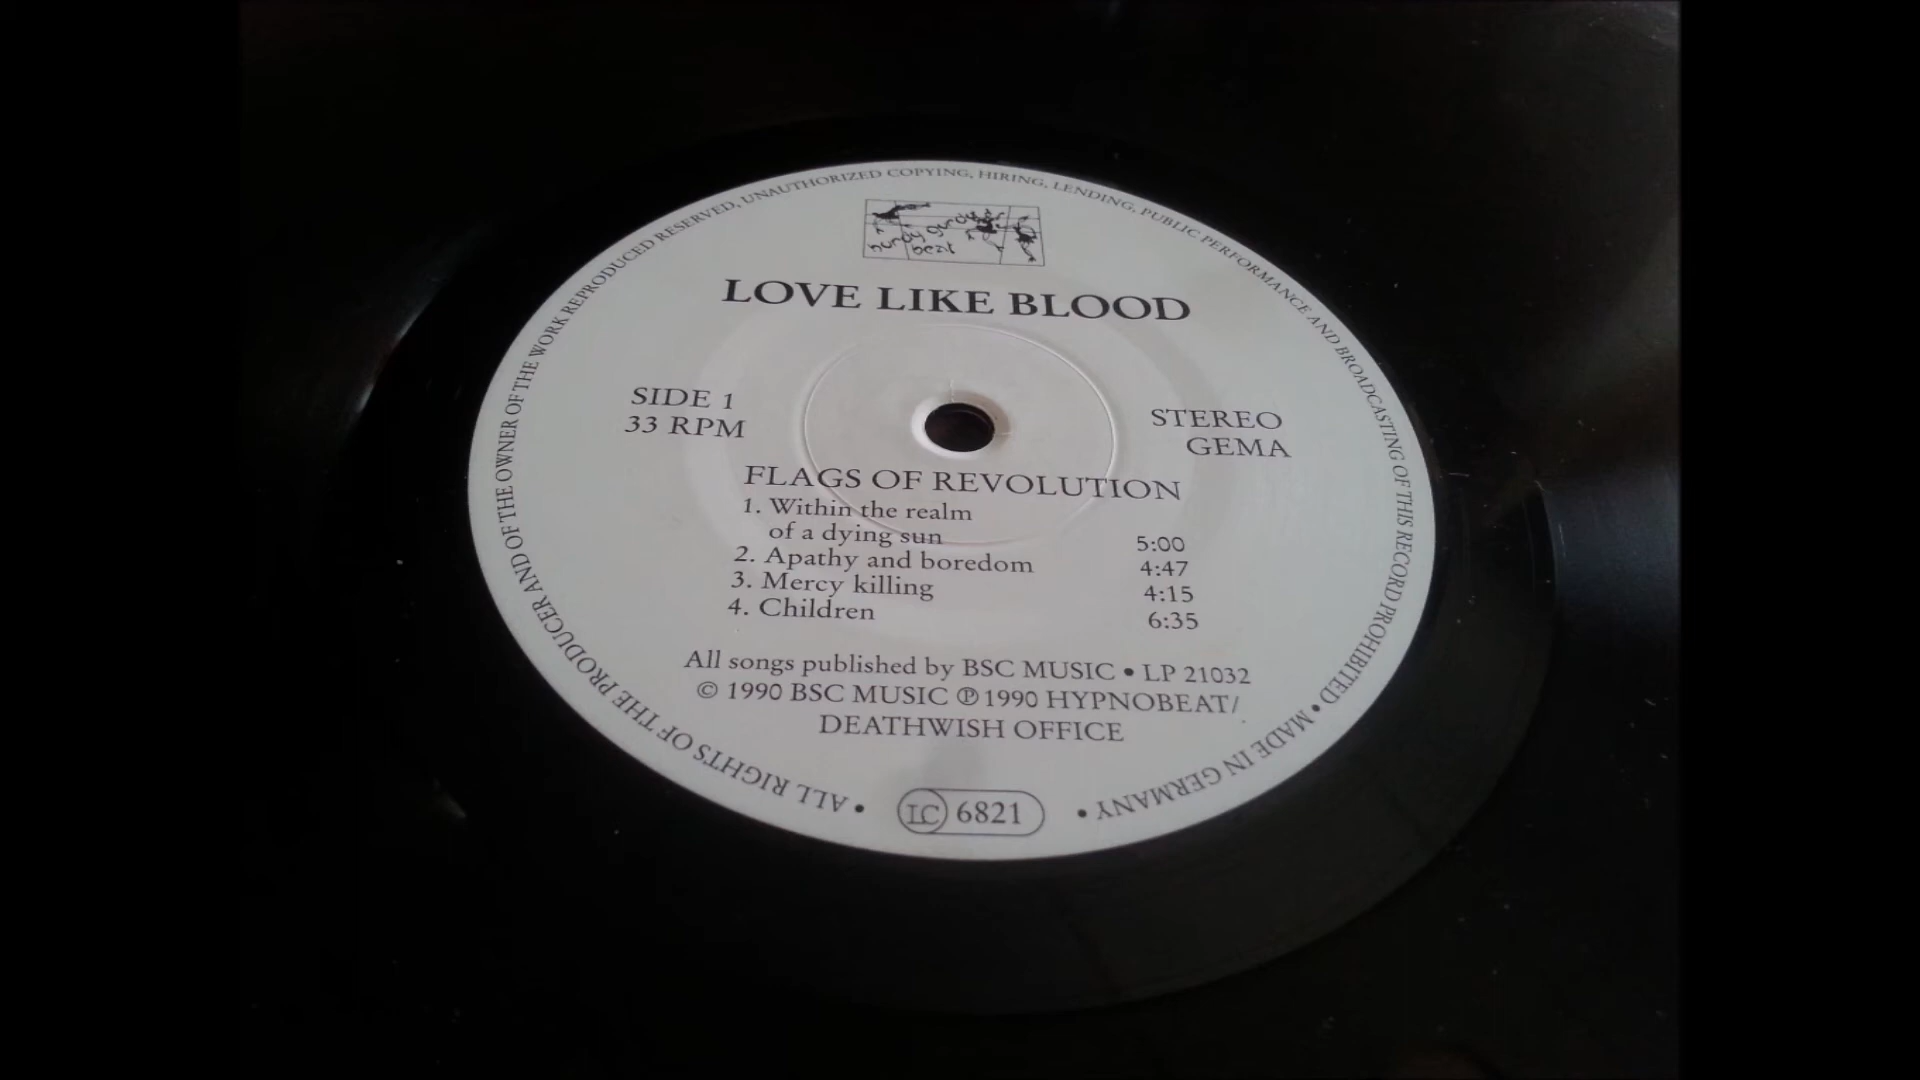 hurdy gurdy
beat
LOVE LIKE BLOOD
SIDE 1
33 RPM
STEREO
GEMA
FLAGS OF REVOLUTION
1. Within the realm
of a dying sun 5:00
2. Apathy and boredom 4:47
3. Mercy killing 4:15
4. Children 6:35
All songs published by BSC MUSIC • LP 21032
© 1990 BSC MUSIC ℗ 1990 HYPNOBEAT/
DEATHWISH OFFICE
LC 6821
• ALL RIGHTS OF THE PRODUCER AND OF THE OWNER OF THE WORK REPRODUCED RESERVED, UNAUTHORIZED COPYING, HIRING, LENDING, PUBLIC PERFORMANCE AND BROADCASTING OF THIS RECORD PROHIBITED • MADE IN GERMANY •